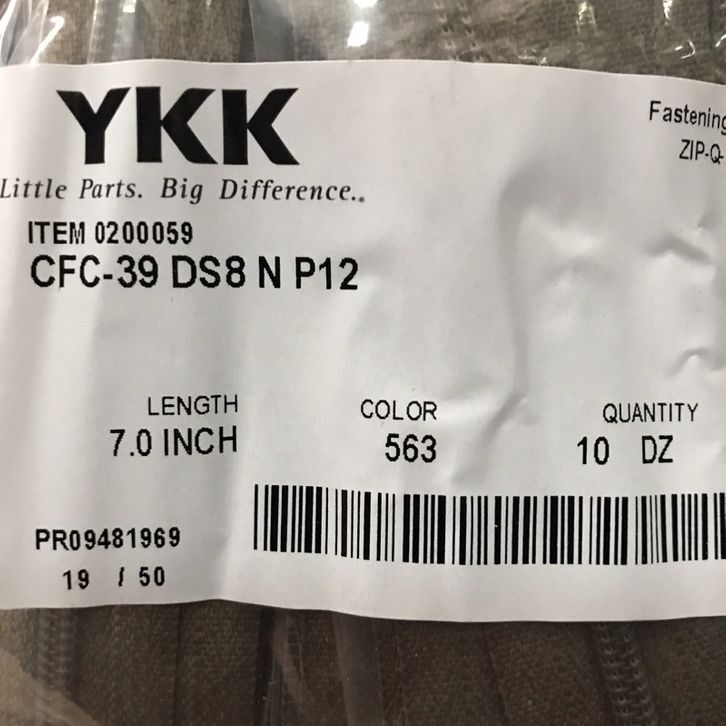 YKK
Little Parts. Big Difference.
Fastening
ZIP-Q-
ITEM 0200059
CFC-39 DS8 N P12
LENGTH COLOR QUANTITY
7.0 INCH 563 10 DZ
PR09481969
19 / 50